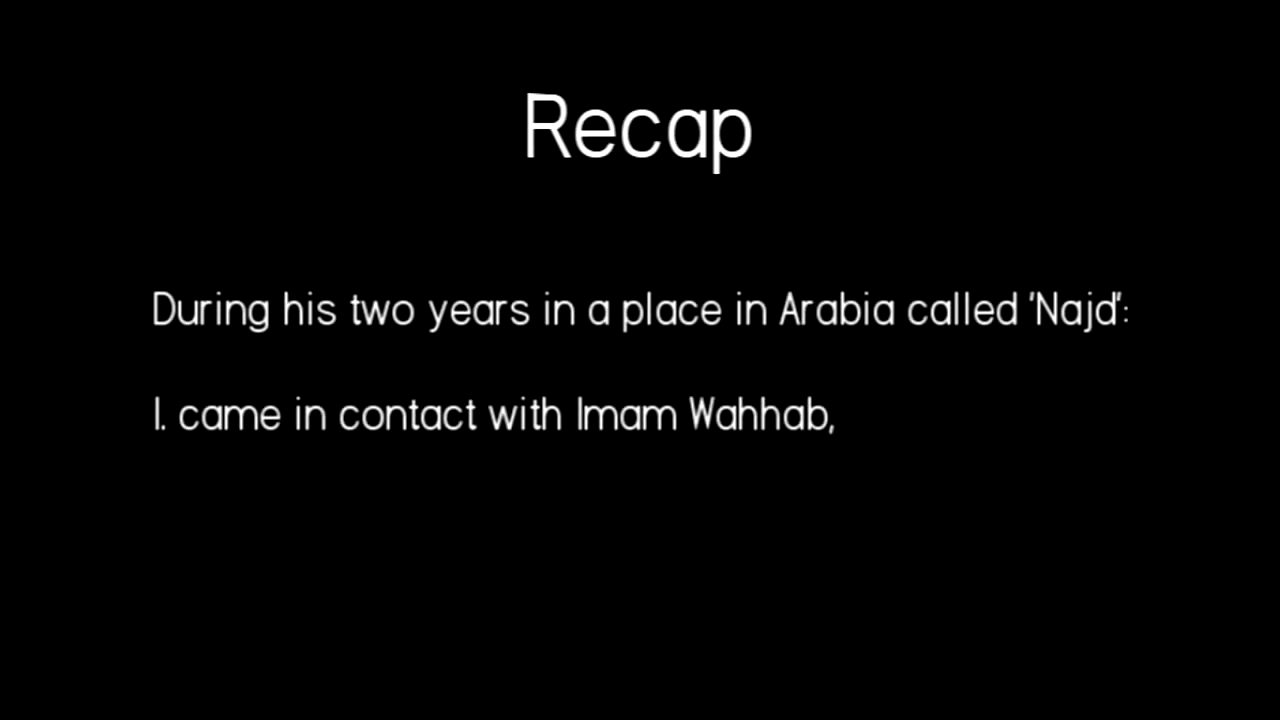 Recap
During his two years in a place in Arabia called 'Najd':
1. came in contact with Imam Wahhab,